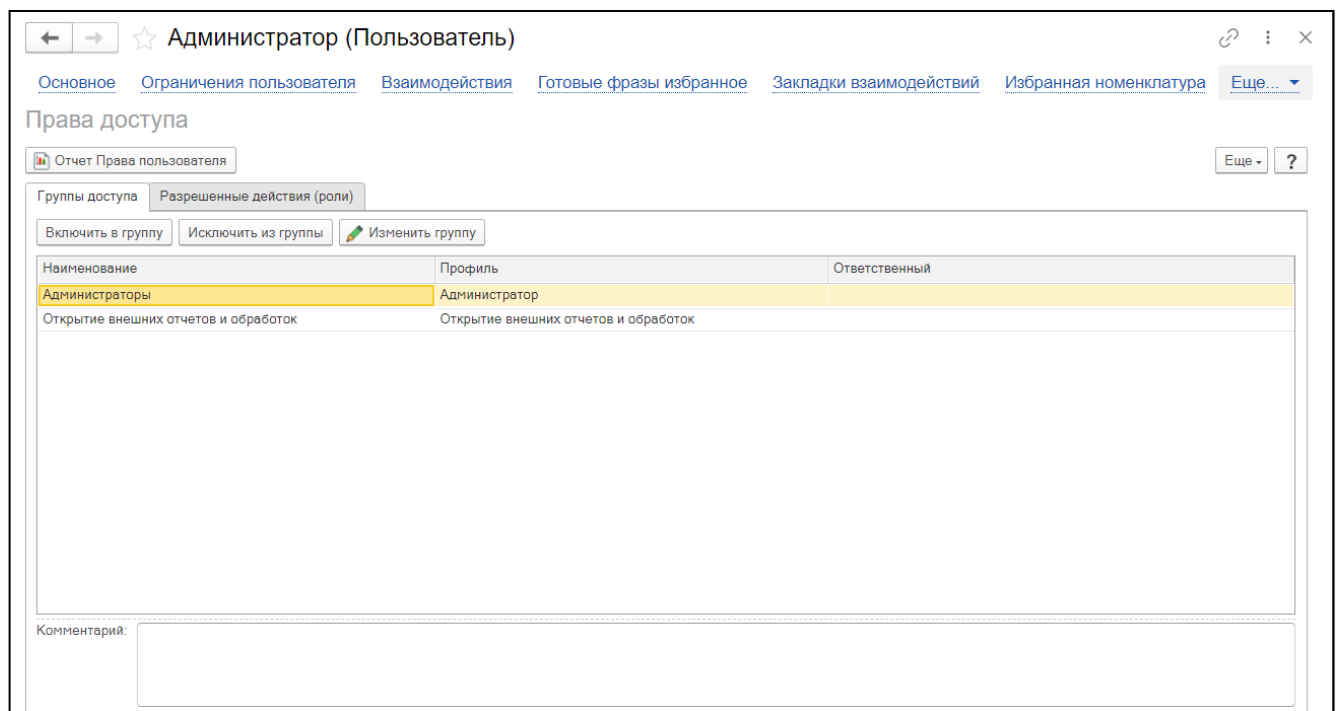 Администратор (Пользователь)
Основное Ограничения пользователя Взаимодействия Готовые фразы избранное Закладки взаимодействий Избранная номенклатура Еще...
Права доступа
Отчет Права пользователя Еще ?
Группы доступа Разрешенные действия (роли)
Включить в группу Исключить из группы Изменить группу
Наименование Профиль Ответственный
Администраторы Администратор
Открытие внешних отчетов и обработок Открытие внешних отчетов и обработок
Комментарий: